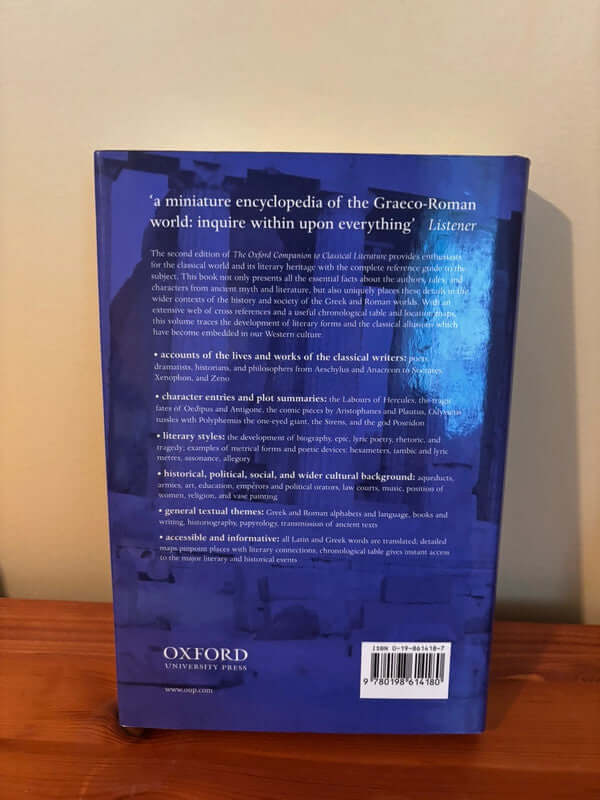 ‘a miniature encyclopedia of the Graeco-Roman
world: inquire within upon everything’ Listener
The second edition of The Oxford Companion to Classical Literature provides enthusiasts
for the classical world and its literary heritage with the complete reference guide to the
subject. This book not only presents all the essential facts about the authors, tales, and
characters from ancient myth and literature, but also uniquely places these details in the
wider contexts of the history and society of the Greek and Roman worlds. With an
extensive web of cross references and a useful chronological table and location maps,
this volume traces the development of literary forms and the classical allusions which
have become embedded in our Western culture.
• accounts of the lives and works of the classical writers: poets,
dramatists, historians, and philosophers from Aeschylus and Anacreon to Socrates,
Xenophon, and Zeno
• character entries and plot summaries: the Labours of Hercules, the tragic
fates of Oedipus and Antigone, the comic pieces by Aristophanes and Plautus, Odysseus'
tussles with Polyphemus the one-eyed giant, the Sirens, and the god Poseidon
• literary styles: the development of biography, epic, lyric poetry, rhetoric, and
tragedy; examples of metrical forms and poetic devices: hexameters, iambic and lyric
metres, assonance, allegory
• historical, political, social, and wider cultural background: aqueducts,
armies, art, education, emperors and political orators, law courts, music, position of
women, religion, and vase painting
• general textual themes: Greek and Roman alphabets and language, books and
writing, historiography, papyrology, transmission of ancient texts
• accessible and informative: all Latin and Greek words are translated; detailed
maps pinpoint places with literary connections; chronological table gives instant access
to the major literary and historical events
OXFORD
UNIVERSITY PRESS
www.oup.com
ISBN 0-19-861418-7
9 780198 614180